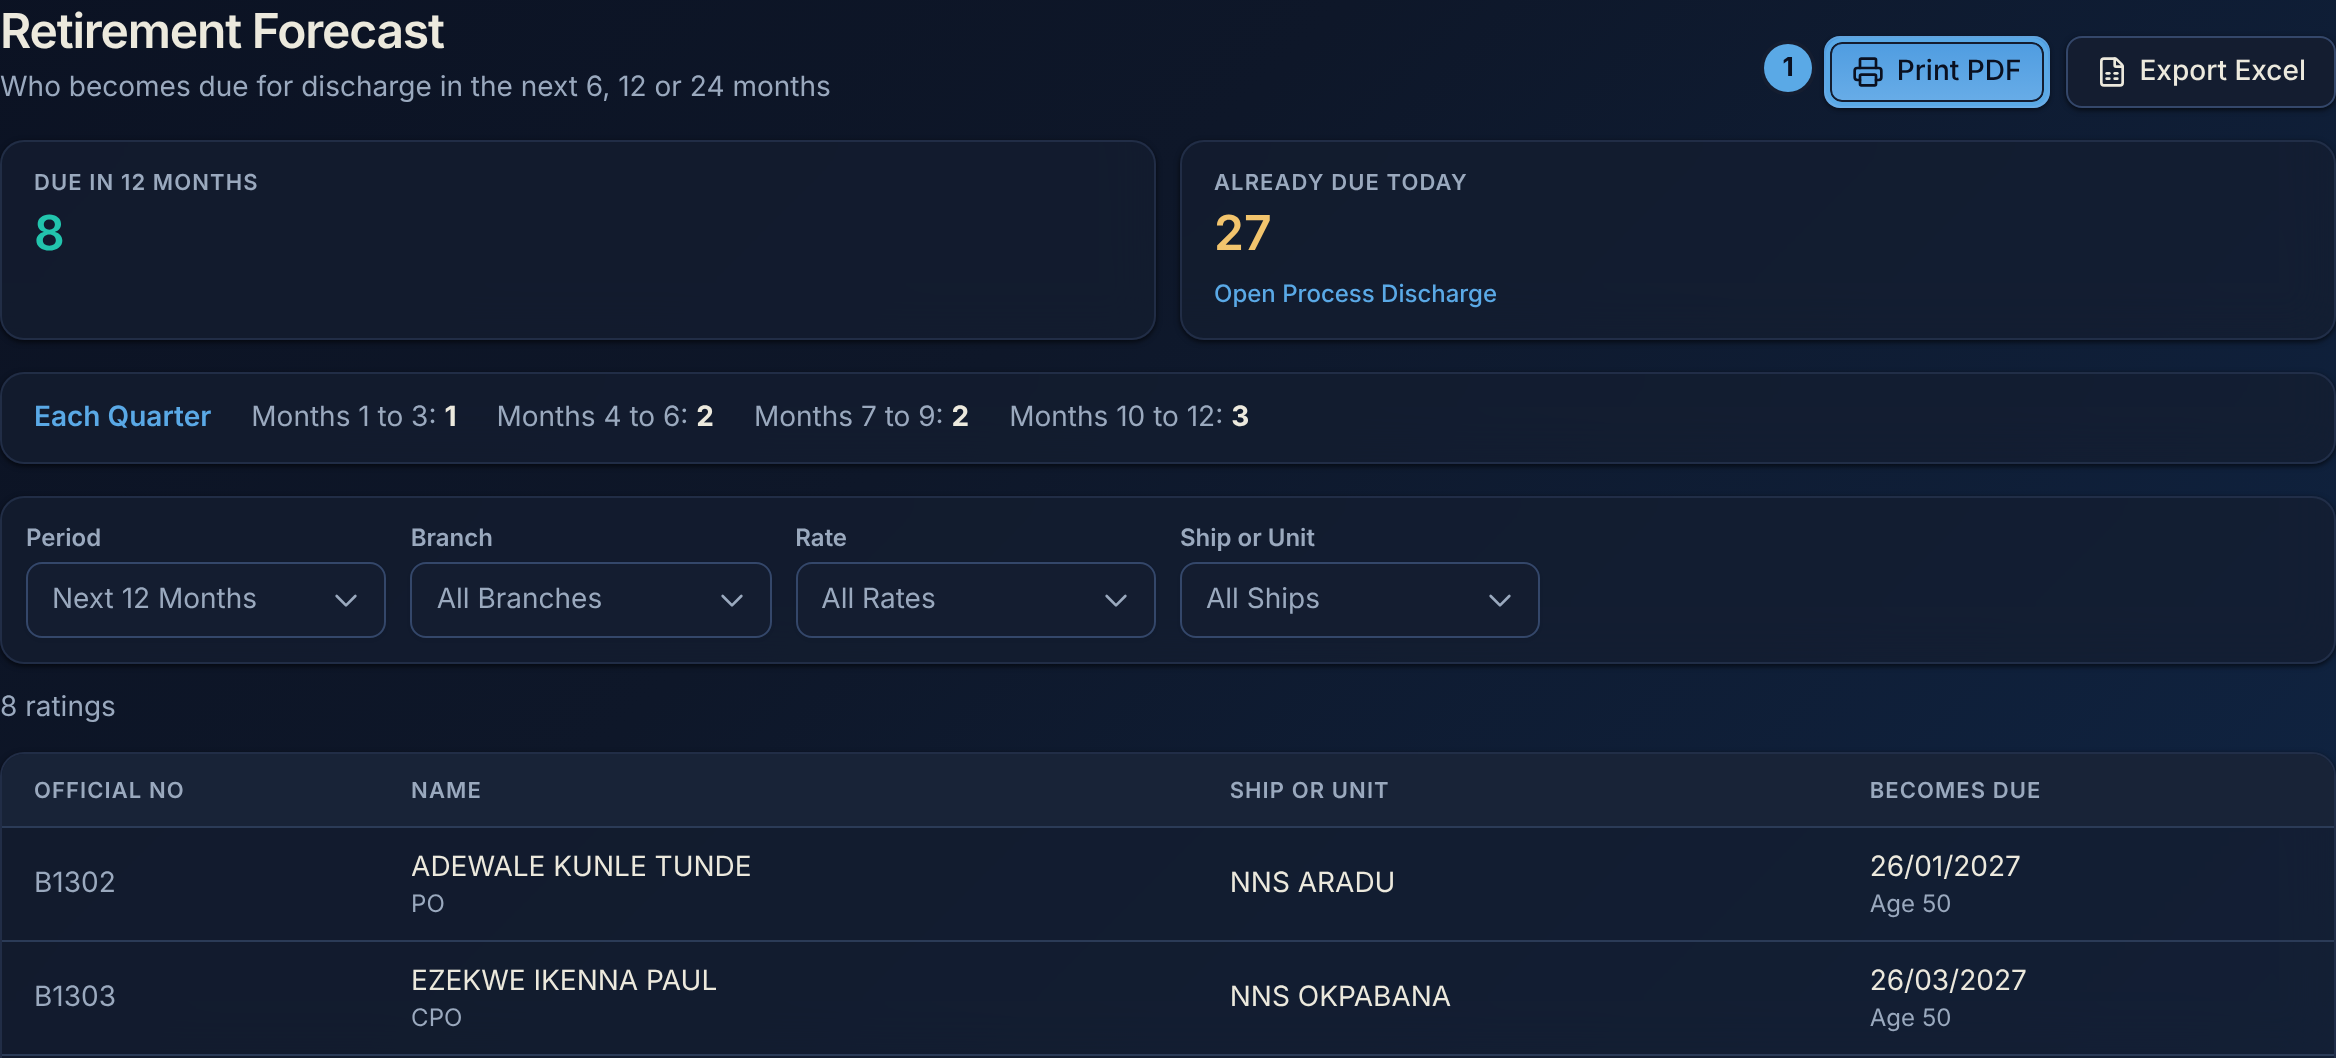 Retirement Forecast
Who becomes due for discharge in the next 6, 12 or 24 months
1
Print PDF
Export Excel
DUE IN 12 MONTHS
8
ALREADY DUE TODAY
27
Open Process Discharge
Each Quarter Months 1 to 3: 1 Months 4 to 6: 2 Months 7 to 9: 2 Months 10 to 12: 3
Period Branch Rate Ship or Unit
Next 12 Months All Branches All Rates All Ships
8 ratings
OFFICIAL NO NAME SHIP OR UNIT BECOMES DUE
B1302
ADEWALE KUNLE TUNDE
PO
NNS ARADU
26/01/2027
Age 50
B1303
EZEKWE IKENNA PAUL
CPO
NNS OKPABANA
26/03/2027
Age 50